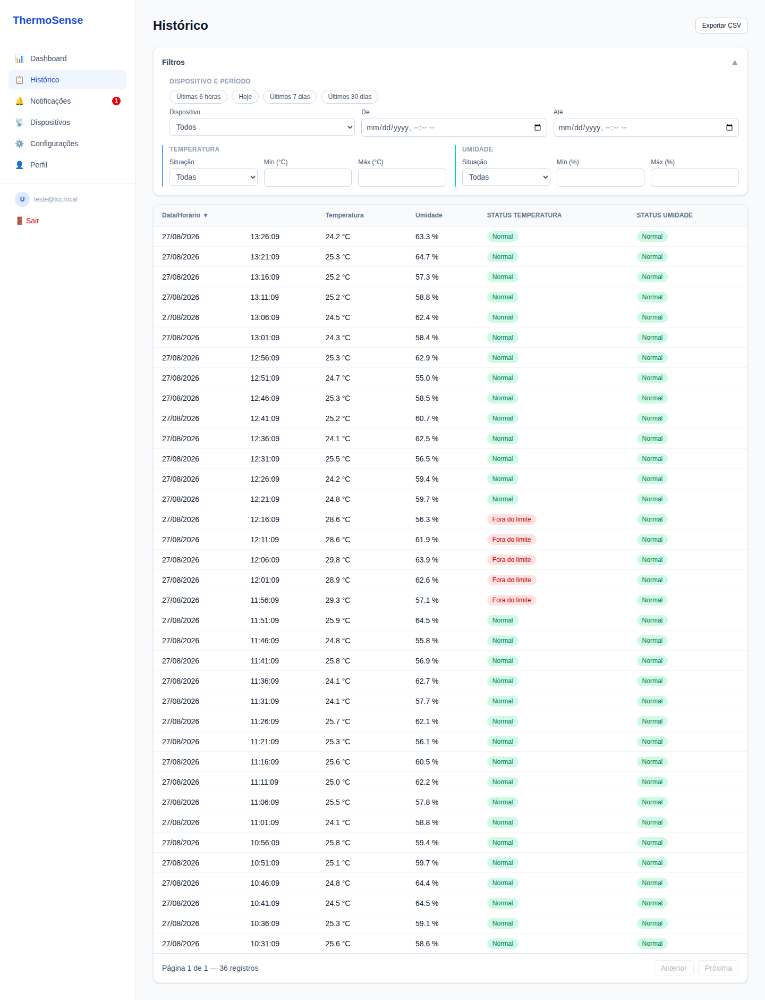 ThermoSense
Dashboard
Histórico
Notificações 1
Dispositivos
Configurações
Perfil
U teste@tcc.local
Sair
Histórico
Exportar CSV
Filtros ▲
DISPOSITIVO E PERÍODO
Últimas 6 horas Hoje Últimos 7 dias Últimos 30 dias
Dispositivo De Até
Todos mm/dd/yyyy, --:-- -- mm/dd/yyyy, --:-- --
TEMPERATURA UMIDADE
Situação Mín (°C) Máx (°C) Situação Mín (%) Máx (%)
Todas Todas
Data/Horário ▼ Temperatura Umidade STATUS TEMPERATURA STATUS UMIDADE
27/08/2026 13:26:09 24.2 °C 63.3 % Normal Normal
27/08/2026 13:21:09 25.3 °C 64.7 % Normal Normal
27/08/2026 13:16:09 25.2 °C 57.3 % Normal Normal
27/08/2026 13:11:09 25.2 °C 58.8 % Normal Normal
27/08/2026 13:06:09 24.5 °C 62.4 % Normal Normal
27/08/2026 13:01:09 24.3 °C 58.4 % Normal Normal
27/08/2026 12:56:09 25.3 °C 62.9 % Normal Normal
27/08/2026 12:51:09 24.7 °C 55.0 % Normal Normal
27/08/2026 12:46:09 25.3 °C 58.5 % Normal Normal
27/08/2026 12:41:09 25.2 °C 60.7 % Normal Normal
27/08/2026 12:36:09 24.1 °C 62.5 % Normal Normal
27/08/2026 12:31:09 25.5 °C 56.5 % Normal Normal
27/08/2026 12:26:09 24.2 °C 59.4 % Normal Normal
27/08/2026 12:21:09 24.8 °C 59.7 % Normal Normal
27/08/2026 12:16:09 28.6 °C 56.3 % Fora do limite Normal
27/08/2026 12:11:09 28.6 °C 61.9 % Fora do limite Normal
27/08/2026 12:06:09 29.8 °C 63.9 % Fora do limite Normal
27/08/2026 12:01:09 28.9 °C 62.6 % Fora do limite Normal
27/08/2026 11:56:09 29.3 °C 57.1 % Fora do limite Normal
27/08/2026 11:51:09 25.9 °C 64.5 % Normal Normal
27/08/2026 11:46:09 24.8 °C 55.8 % Normal Normal
27/08/2026 11:41:09 25.8 °C 56.9 % Normal Normal
27/08/2026 11:36:09 24.1 °C 62.7 % Normal Normal
27/08/2026 11:31:09 24.1 °C 57.7 % Normal Normal
27/08/2026 11:26:09 25.7 °C 62.1 % Normal Normal
27/08/2026 11:21:09 25.3 °C 56.1 % Normal Normal
27/08/2026 11:16:09 25.6 °C 60.5 % Normal Normal
27/08/2026 11:11:09 25.0 °C 62.2 % Normal Normal
27/08/2026 11:06:09 25.5 °C 57.8 % Normal Normal
27/08/2026 11:01:09 24.1 °C 58.8 % Normal Normal
27/08/2026 10:56:09 25.8 °C 59.4 % Normal Normal
27/08/2026 10:51:09 25.1 °C 59.7 % Normal Normal
27/08/2026 10:46:09 24.8 °C 64.4 % Normal Normal
27/08/2026 10:41:09 24.5 °C 64.5 % Normal Normal
27/08/2026 10:36:09 25.3 °C 59.1 % Normal Normal
27/08/2026 10:31:09 25.6 °C 58.6 % Normal Normal
Página 1 de 1 — 36 registros Anterior Próxima